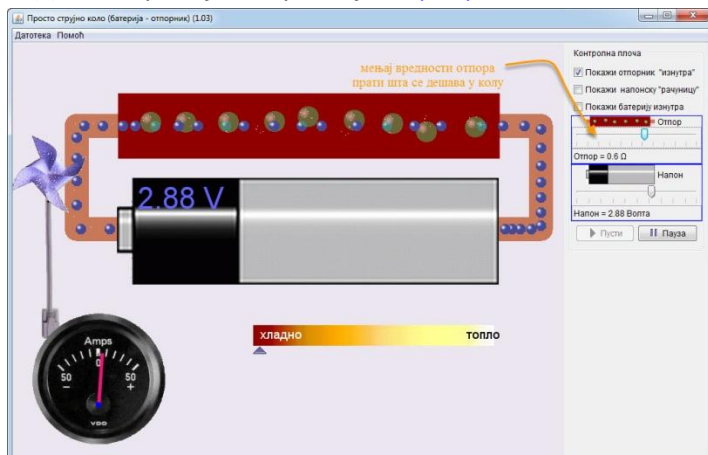 Просто струјно коло (батерија - отпорник) (1.03)
Датотека Помоћ
мењај вредности отпора
прати шта се дешава у колу
Контролна плоча
Покажи отпорник "изнутра"
Покажи напонску "рачуницу"
Покажи батерију изнутра
Отпор
Отпор = 0.6 Ω
Напон
Напон = 2.88 Волта
Пусти
Пауза
2.88 V
хладно топло
Amps
0
50 50
− +
VDO